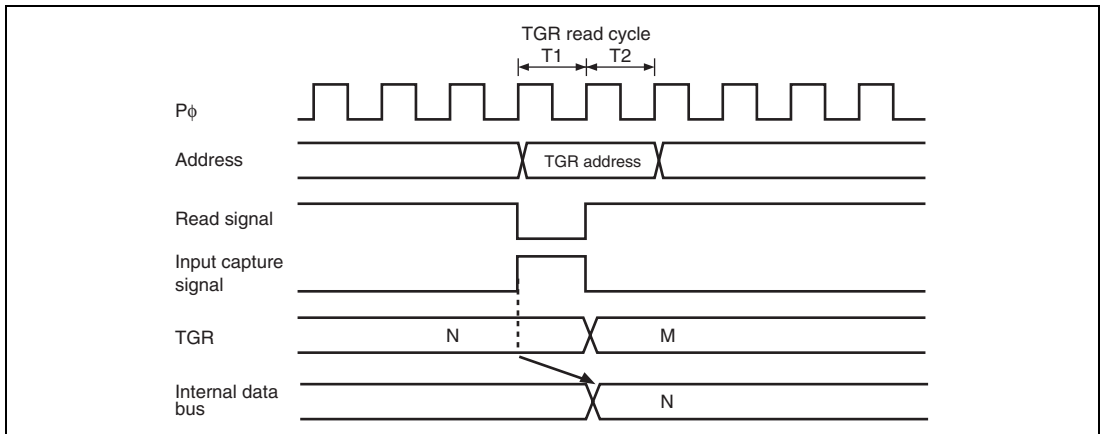 TGR read cycle
T1 T2
Pϕ
Address
TGR address
Read signal
Input capture
signal
TGR
N
M
Internal data
bus
N